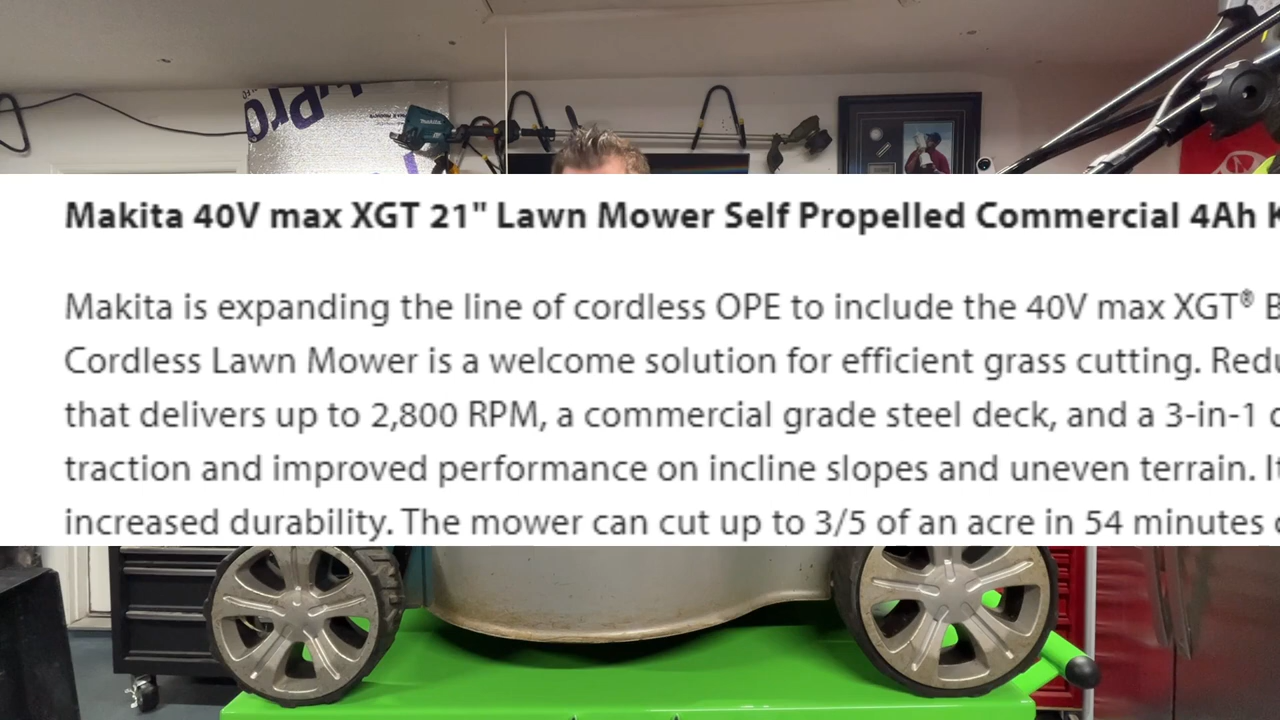 Makita
Makita 40V max XGT 21" Lawn Mower Self Propelled Commercial 4Ah
Makita is expanding the line of cordless OPE to include the 40V max XGT®
Cordless Lawn Mower is a welcome solution for efficient grass cutting.
that delivers up to 2,800 RPM, a commercial grade steel deck, and a 3-in-1
traction and improved performance on incline slopes and uneven terrain.
increased durability. The mower can cut up to 3/5 of an acre in 54 minutes